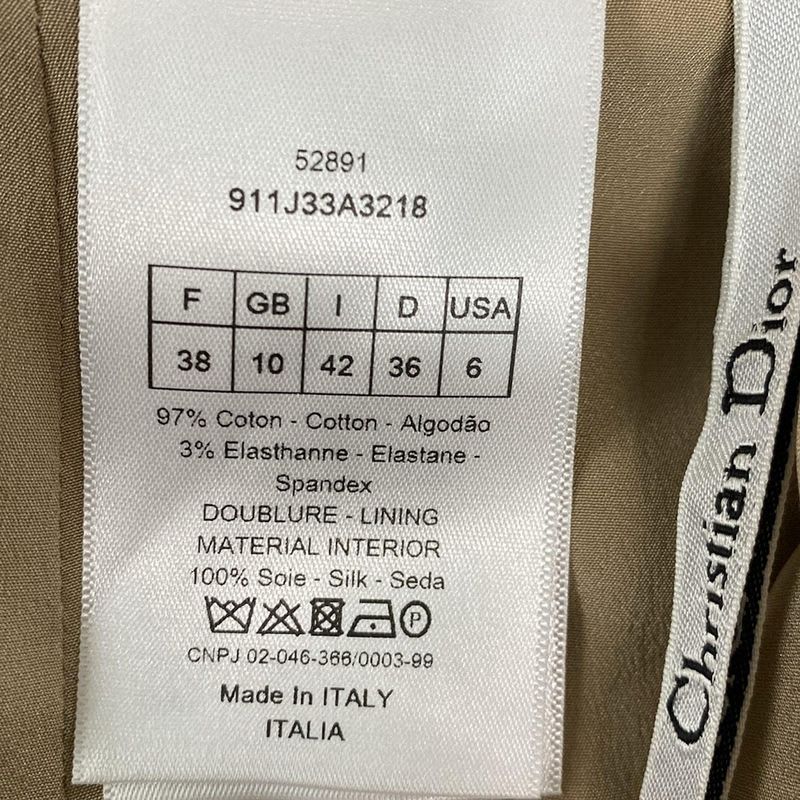 52891
911J33A3218
F GB I D USA
38 10 42 36 6
97% Coton - Cotton - Algodão
3% Elasthanne - Elastane -
Spandex
DOUBLURE - LINING
MATERIAL INTERIOR
100% Soie - Silk - Seda
P
CNPJ 02-046-366/0003-99
Made In ITALY
ITALIA
Christian Dior